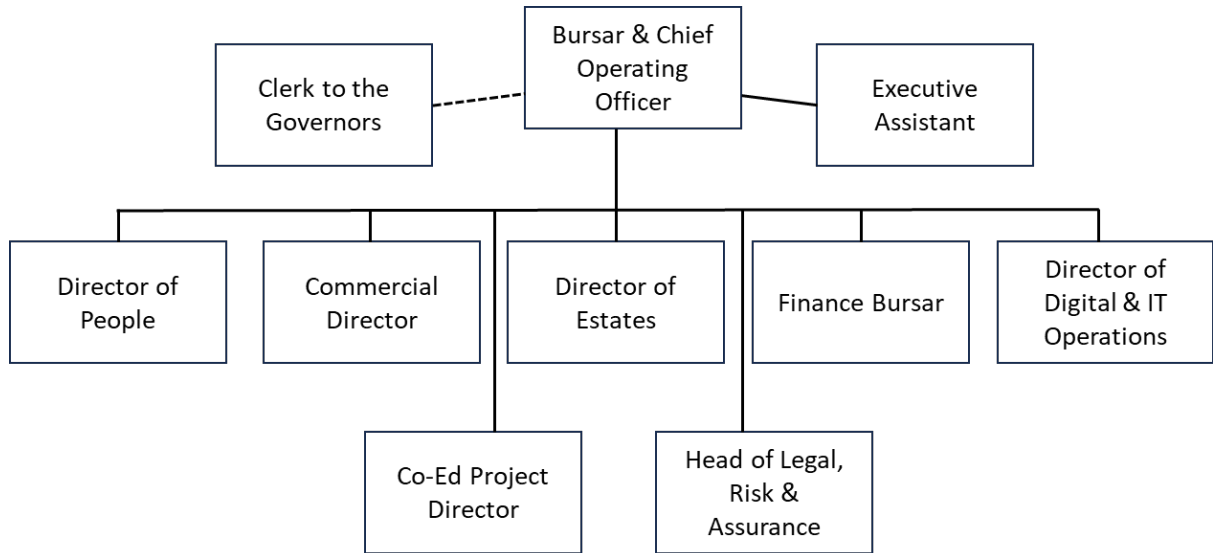 Bursar & Chief
Operating
Officer
Clerk to the
Governors
Executive
Assistant
Director of
People
Commercial
Director
Director of
Estates
Finance Bursar
Director of
Digital & IT
Operations
Co-Ed Project
Director
Head of Legal,
Risk &
Assurance